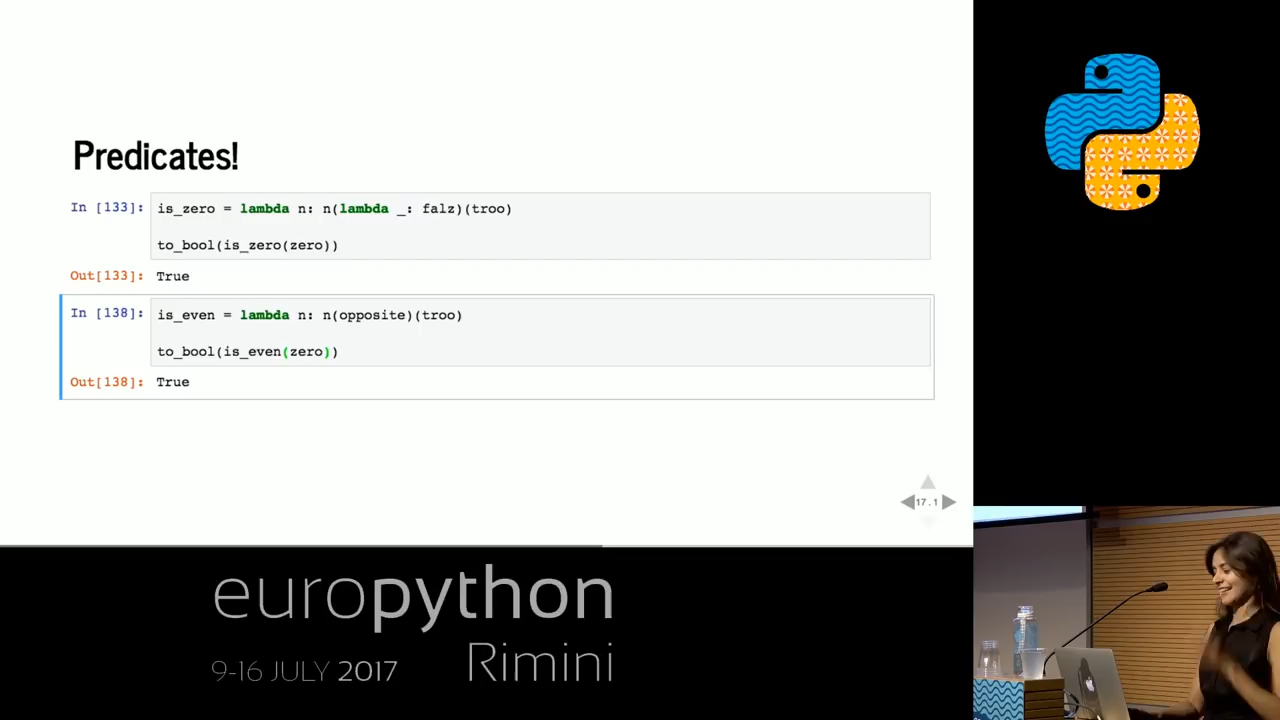 Predicates!
In [133]: is_zero = lambda n: n(lambda _: falz)(troo)
to_bool(is_zero(zero))
Out[133]: True
In [138]: is_even = lambda n: n(opposite)(troo)
to_bool(is_even(zero))
Out[138]: True
17.1
europython
9-16 JULY 2017 Rimini